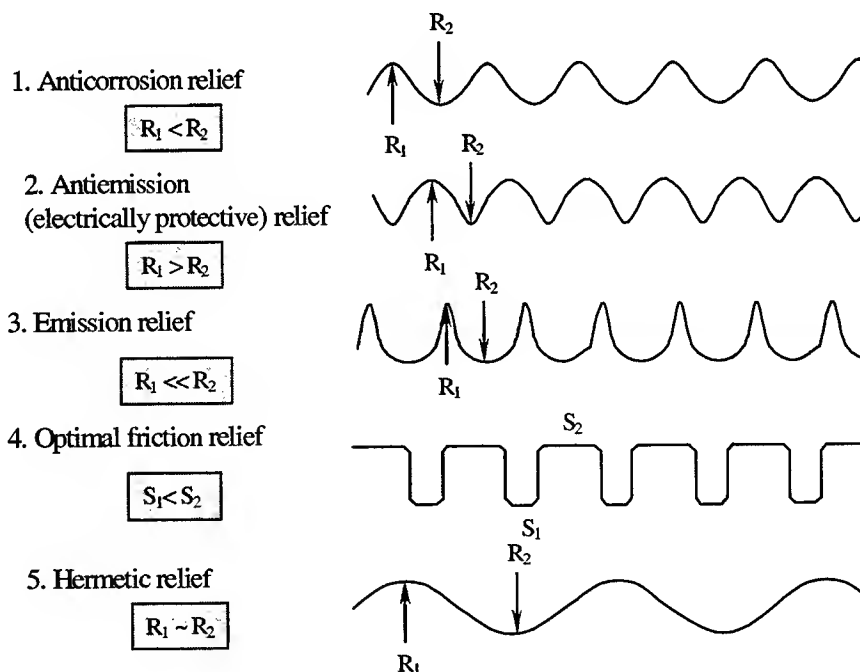 R₂
1. Anticorrosion relief
R₁ < R₂
R₁
R₂
2. Antiemission
(electrically protective) relief
R₁ > R₂
R₁
R₂
3. Emission relief
R₁ << R₂
R₁
4. Optimal friction relief
S₂
S₁< S₂
S₁
R₂
5. Hermetic relief
R₁ ~ R₂
R₁